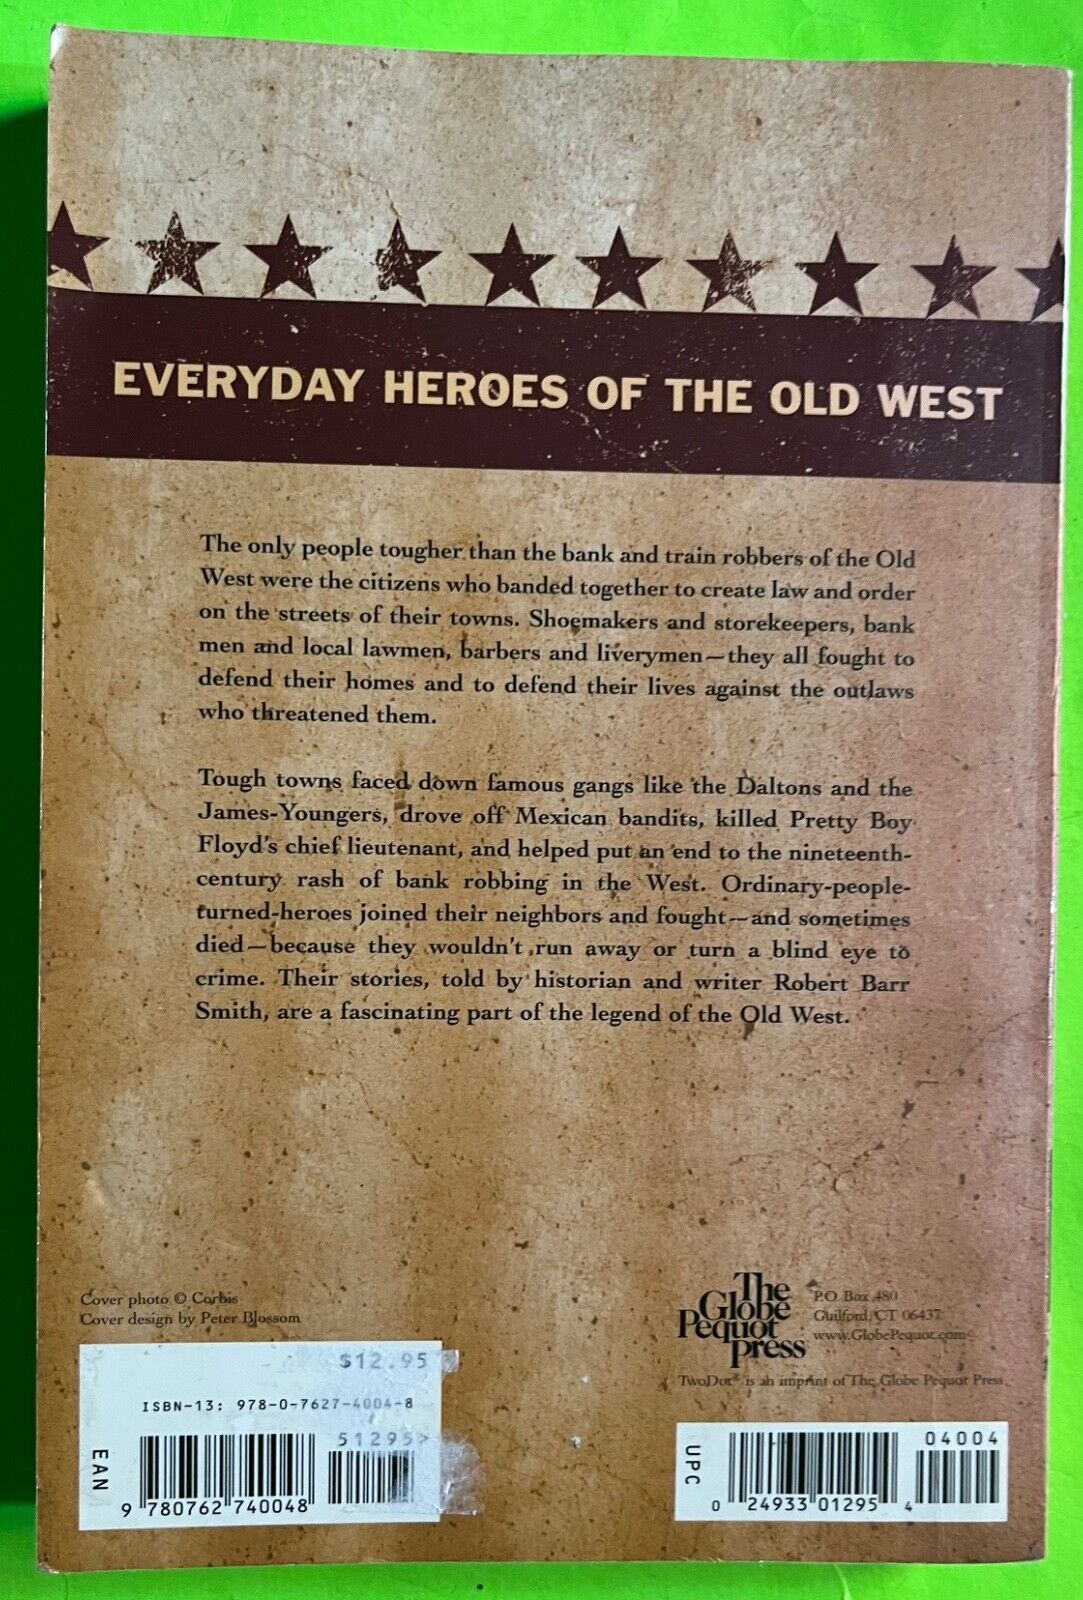 EVERYDAY HEROES OF THE OLD WEST
The only people tougher than the bank and train robbers of the Old
West were the citizens who banded together to create law and order
on the streets of their towns. Shoemakers and storekeepers, bank
men and local lawmen, barbers and liverymen—they all fought to
defend their homes and to defend their lives against the outlaws
who threatened them.
Tough towns faced down famous gangs like the Daltons and the
James-Youngers, drove off Mexican bandits, killed Pretty Boy
Floyd's chief lieutenant, and helped put an end to the nineteenth-
century rash of bank robbing in the West. Ordinary-people-
turned-heroes joined their neighbors and fought—and sometimes
died—because they wouldn't run away or turn a blind eye to
crime. Their stories, told by historian and writer Robert Barr
Smith, are a fascinating part of the legend of the Old West.
Cover photo © Corbis
Cover design by Peter Blossom
The
Globe
Pequot
Press
P.O. Box 480
Guilford, CT 06437
www.GlobePequot.com
TwoDot® is an imprint of The Globe Pequot Press
$12.95
ISBN-13: 978-0-7627-4004-8
51295>
EAN
9 780762 740048
UPC
04004
0 24933 01295 4